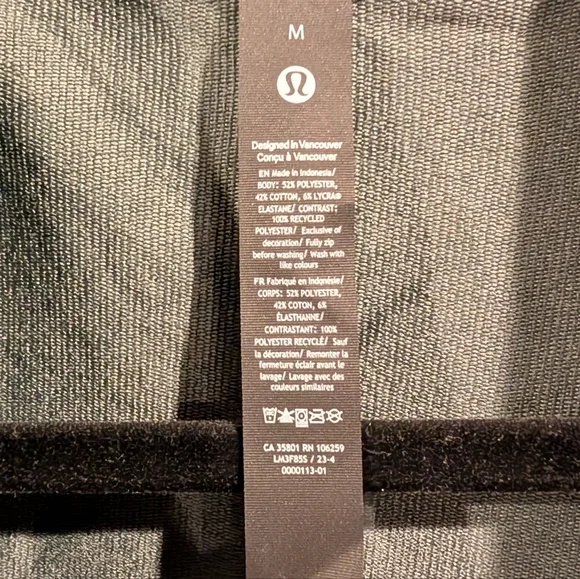 M
Designed in Vancouver
Conçu à Vancouver
EN Made in Indonesia/
BODY: 52% POLYESTER,
42% COTTON, 6% LYCRA®
ELASTANE/ CONTRAST:
100% RECYCLED
POLYESTER/ Exclusive of
decoration/ Fully zip
before washing/ Wash with
like colours
FR Fabriqué en Indonésie/
CORPS: 52% POLYESTER,
42% COTON, 6%
ÉLASTHANNE/
CONTRASTANT: 100%
POLYESTER RECYCLÉ/ Sauf
la décoration/ Remonter la
fermeture éclair avant le
lavage/ Lavage avec des
couleurs similaires
CA 35801 RN 106259
LM3F85S / 23-4
0000113-01